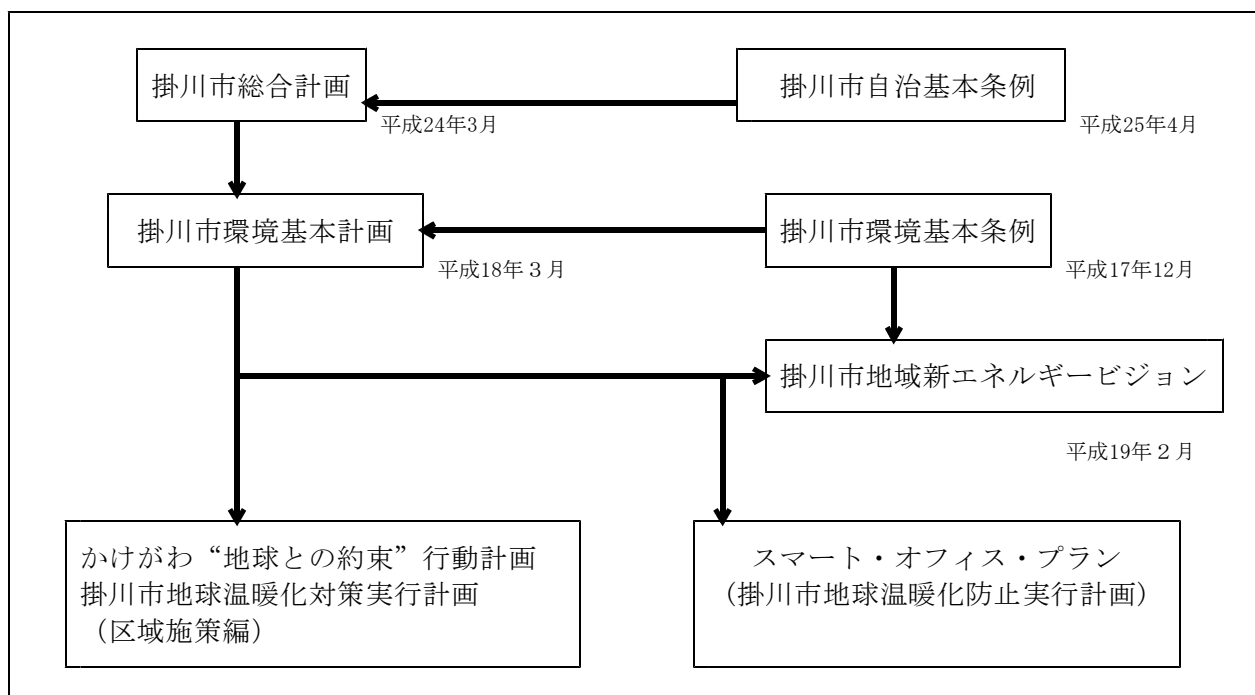 掛川市総合計画
掛川市自治基本条例
平成24年3月
平成25年4月
掛川市環境基本計画
掛川市環境基本条例
平成18年３月
平成17年12月
掛川市地域新エネルギービジョン
平成19年２月
かけがわ“地球との約束”行動計画
掛川市地球温暖化対策実行計画
（区域施策編）
スマート・オフィス・プラン
（掛川市地球温暖化防止実行計画）